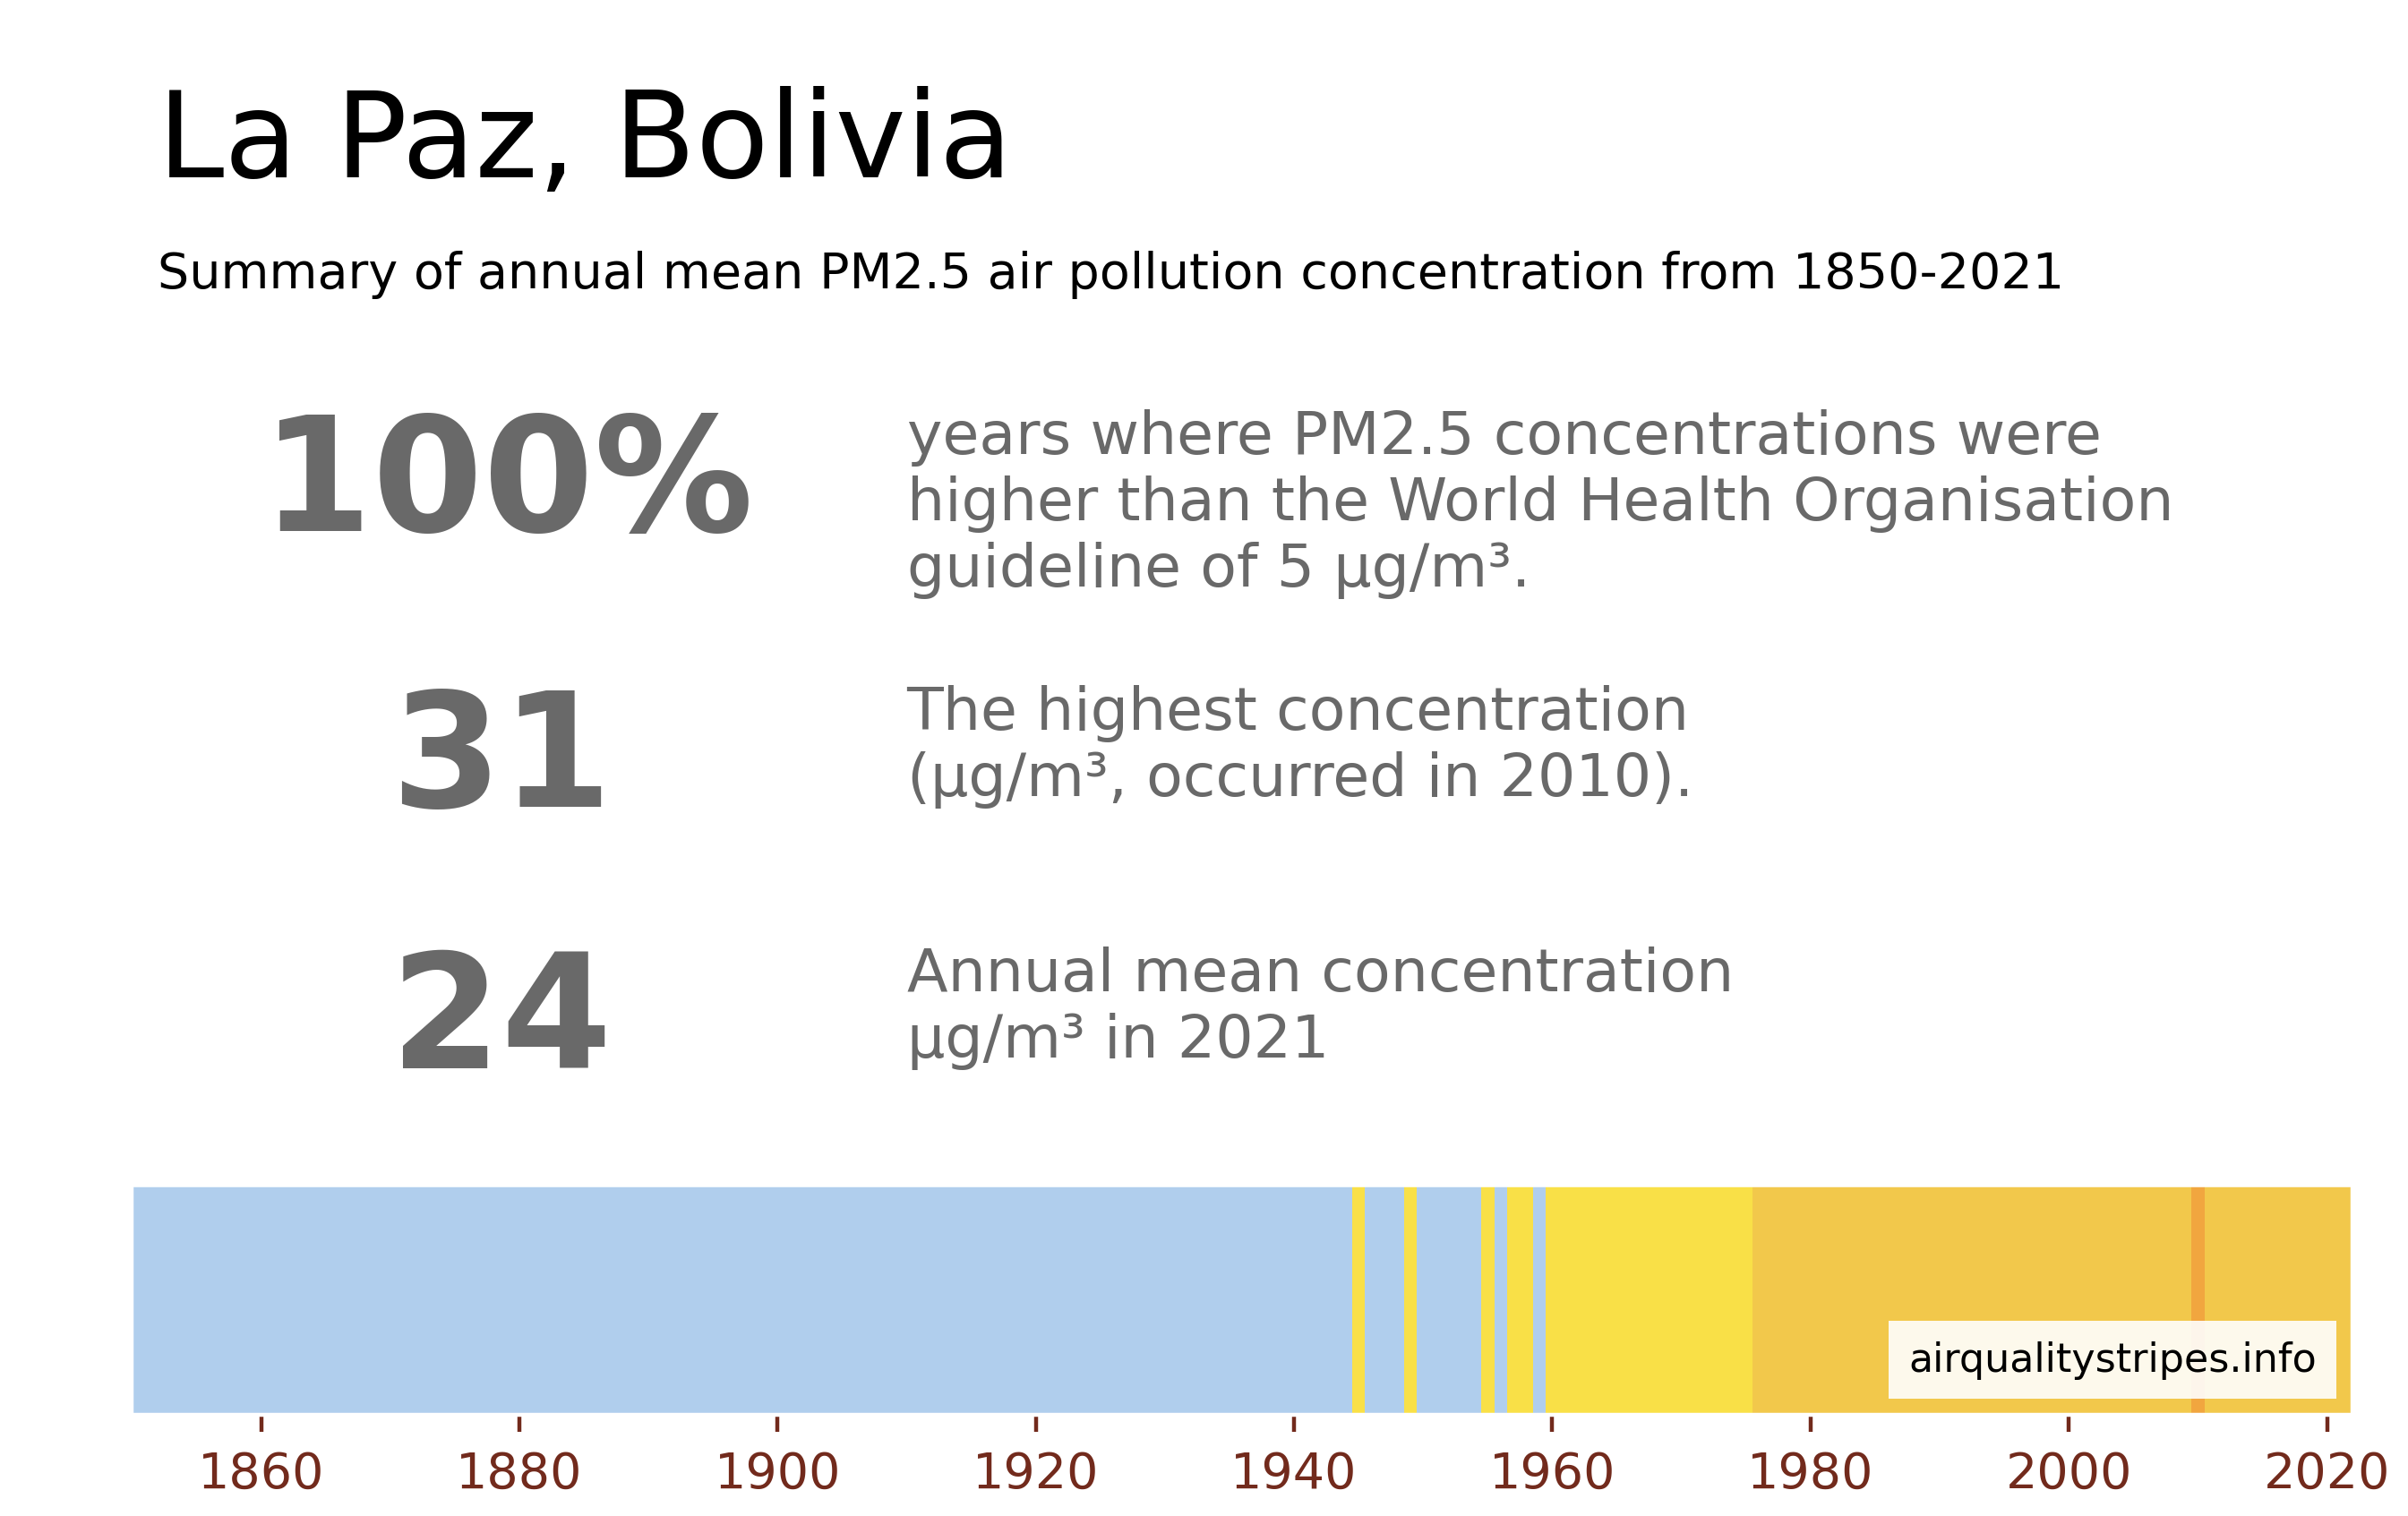 La Paz, Bolivia
Summary of annual mean PM2.5 air pollution concentration from 1850-2021
100%
years where PM2.5 concentrations were
higher than the World Health Organisation
guideline of 5 µg/m³.
31
The highest concentration
(µg/m³, occurred in 2010).
24
Annual mean concentration
µg/m³ in 2021
airqualitystripes.info
1860 1880 1900 1920 1940 1960 1980 2000 2020